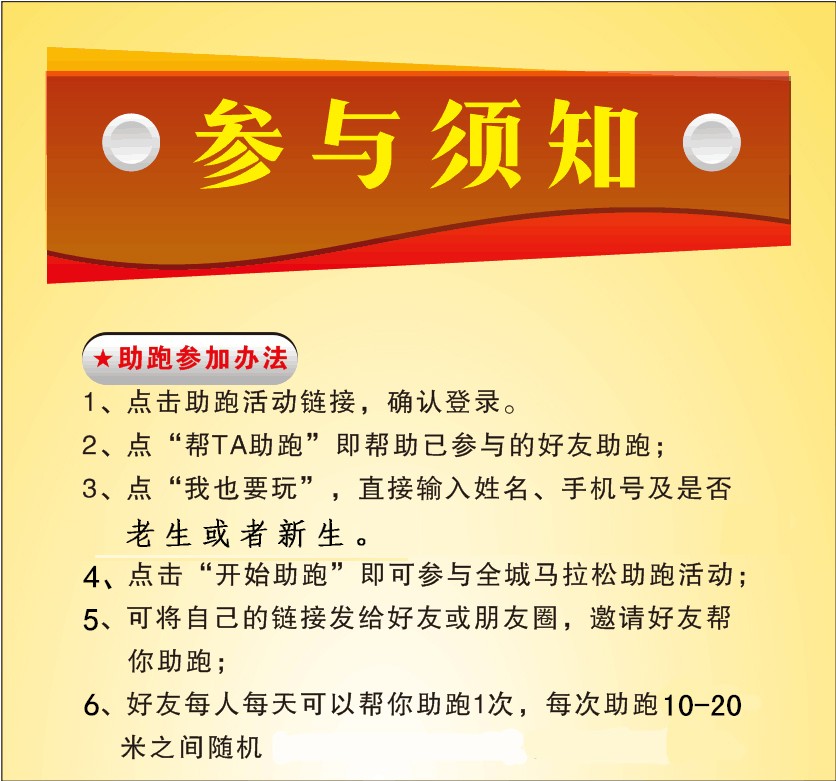 参与须知
★助跑参加办法
1、点击助跑活动链接，确认登录。
2、点“帮TA助跑”即帮助已参与的好友助跑；
3、点“我也要玩”，直接输入姓名、手机号及是否
老生或者新生。
4、点击“开始助跑”即可参与全城马拉松助跑活动；
5、可将自己的链接发给好友或朋友圈，邀请好友帮
你助跑；
6、好友每人每天可以帮你助跑1次，每次助跑10-20
米之间随机